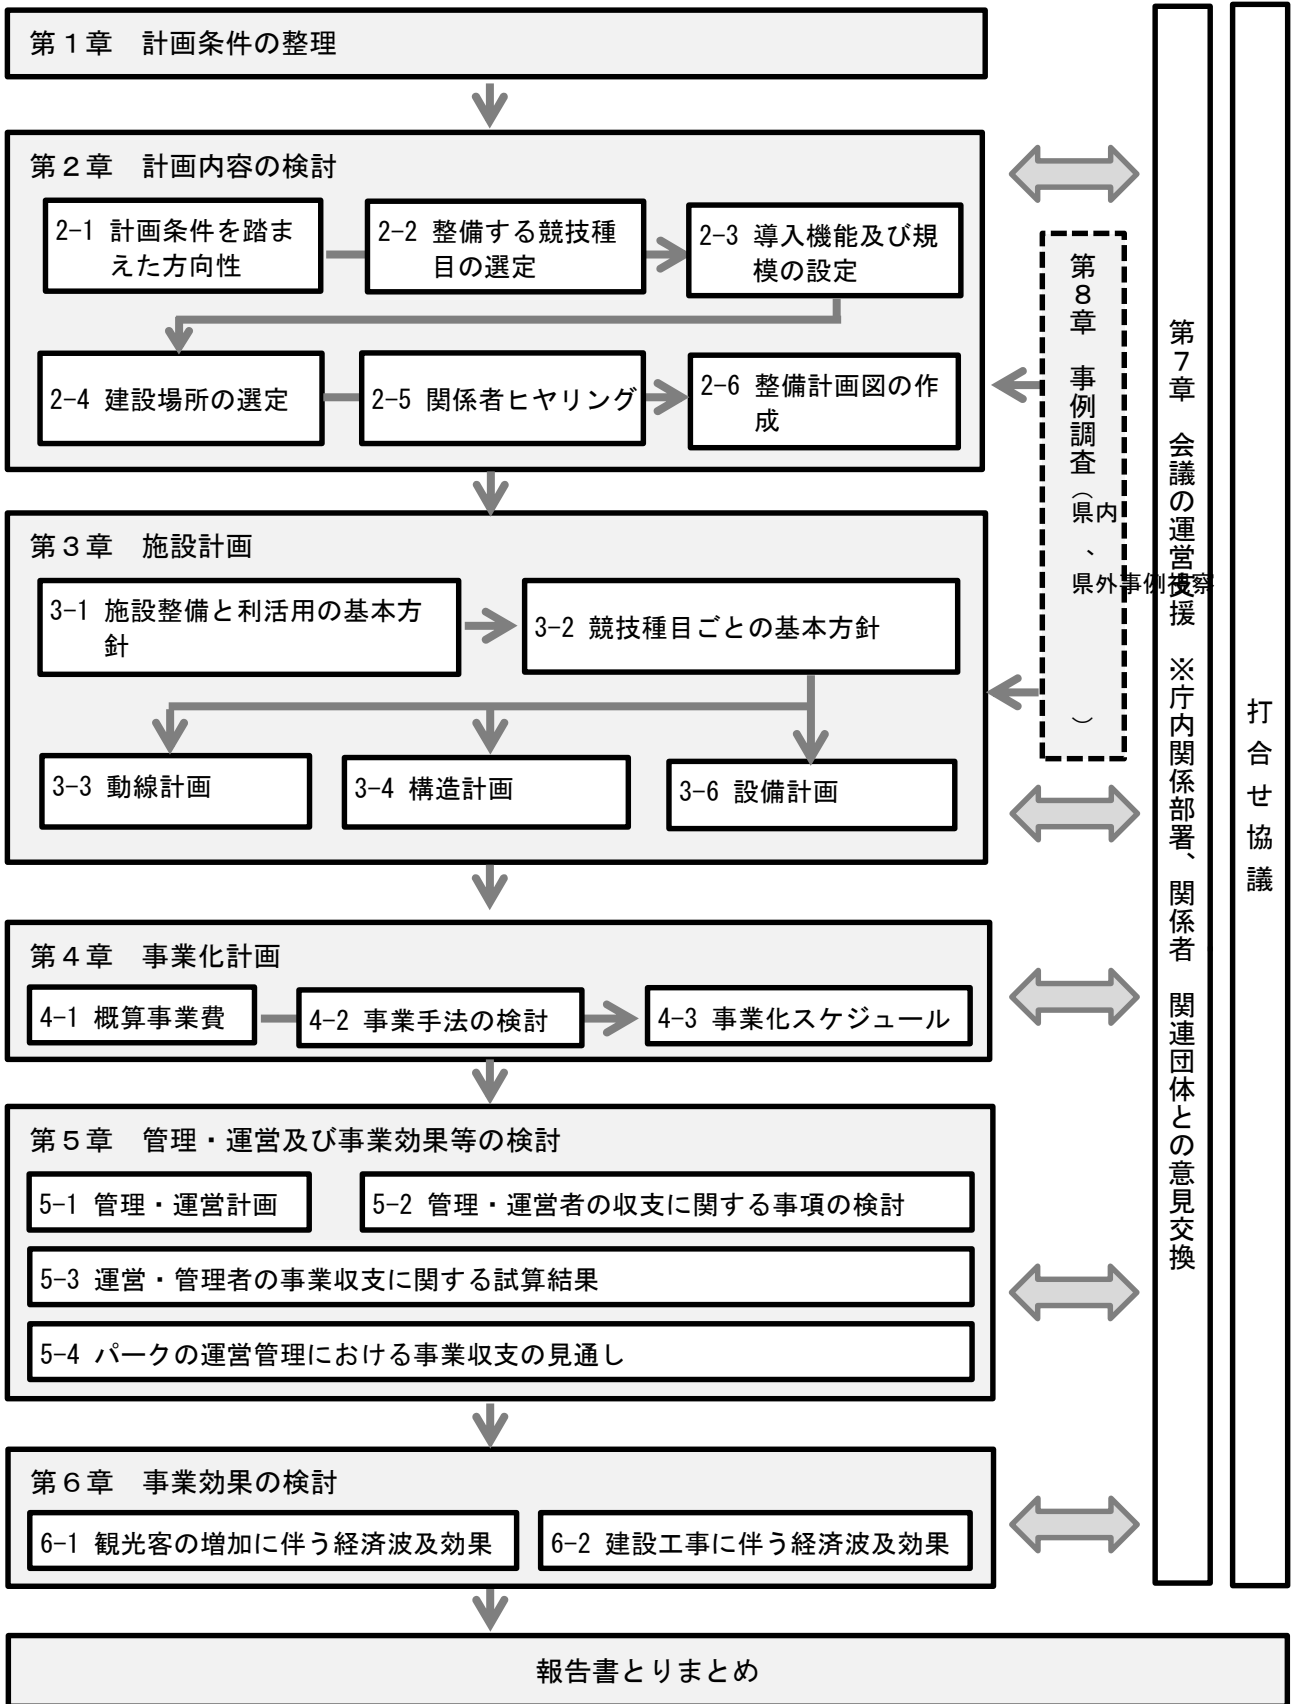 第１章　計画条件の整理
第２章　計画内容の検討
2-1 計画条件を踏ま
えた方向性
2-2 整備する競技種
目の選定
2-3 導入機能及び規
模の設定
2-4 建設場所の選定
2-5 関係者ヒヤリング
2-6 整備計画図の作
成
第３章　施設計画
3-1 施設整備と利活用の基本方
針
3-2 競技種目ごとの基本方針
3-3 動線計画
3-4 構造計画
3-6 設備計画
第４章　事業化計画
4-1 概算事業費
4-2 事業手法の検討
4-3 事業化スケジュール
第５章　管理・運営及び事業効果等の検討
5-1 管理・運営計画
5-2 管理・運営者の収支に関する事項の検討
5-3 運営・管理者の事業収支に関する試算結果
5-4 パークの運営管理における事業収支の見通し
第６章　事業効果の検討
6-1 観光客の増加に伴う経済波及効果
6-2 建設工事に伴う経済波及効果
第８章　事例調査（県内、県外事例視察）
第７章　会議の運営支援　※庁内関係部署、関係者　関連団体との意見交換
打合せ協議
報告書とりまとめ